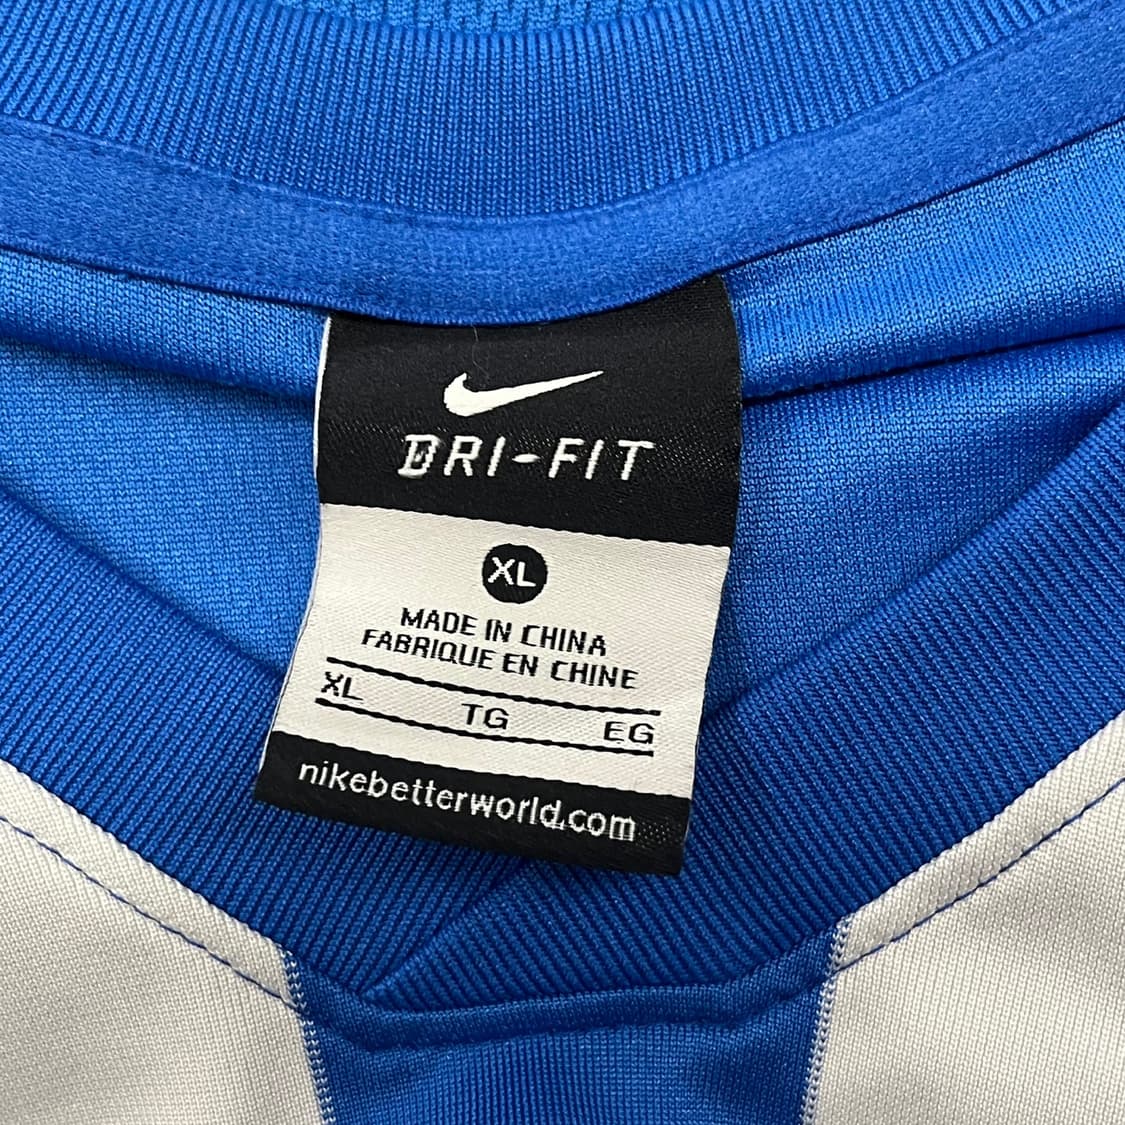 DRI-FIT
XL
MADE IN CHINA
FABRIQUE EN CHINE
XL TG EG
nikebetterworld.com